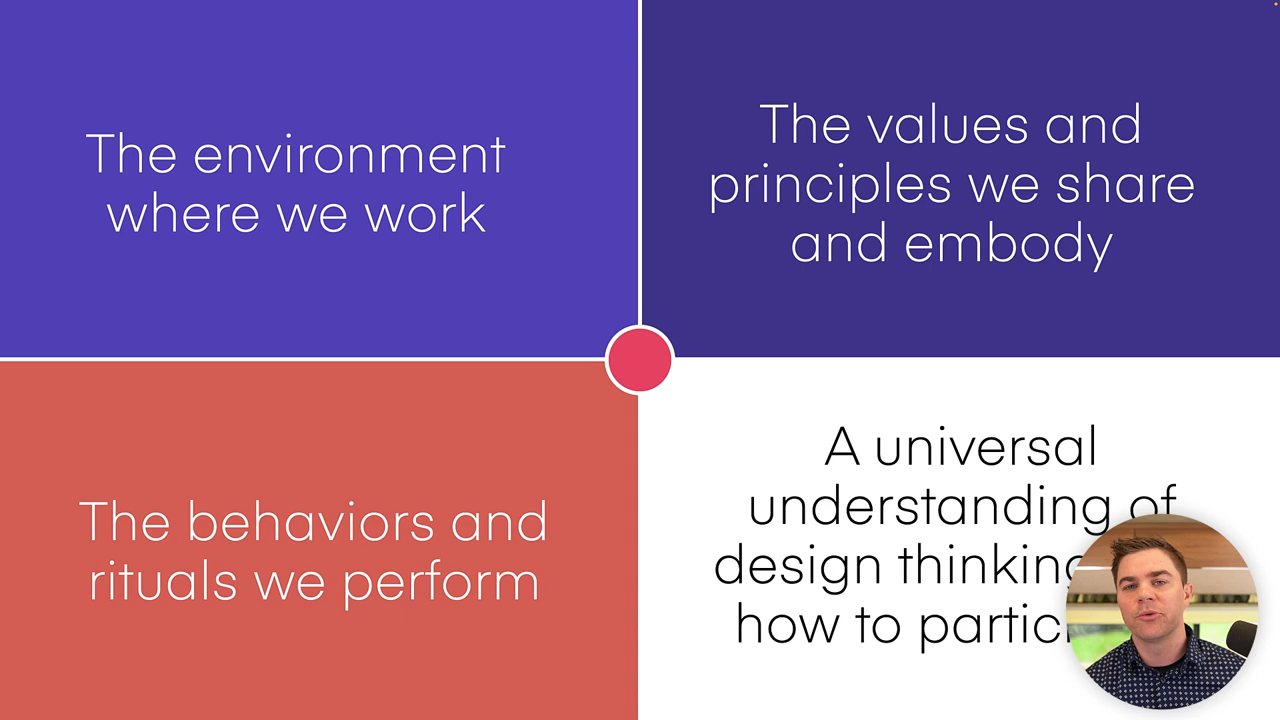 The environment
where we work
The values and
principles we share
and embody
The behaviors and
rituals we perform
A universal
understanding of
design thinking
how to